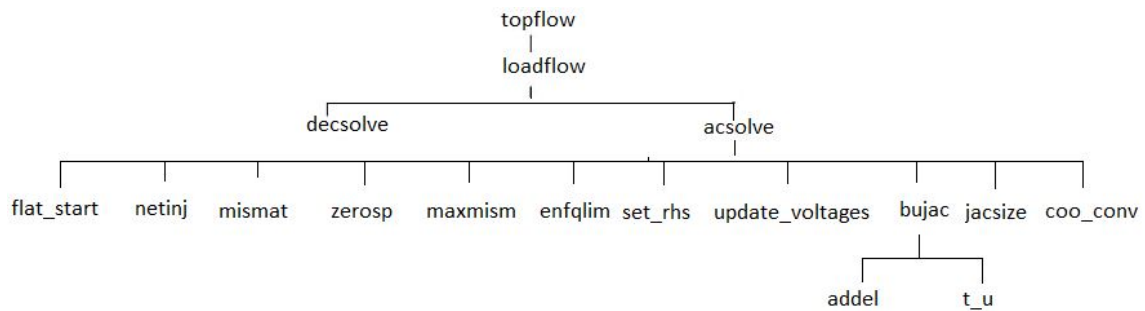 topflow
loadflow
decsolve acsolve
flat_start netinj mismat zerosp maxmism enfqlim set_rhs update_voltages bujac jacsize coo_conv
addel t_u